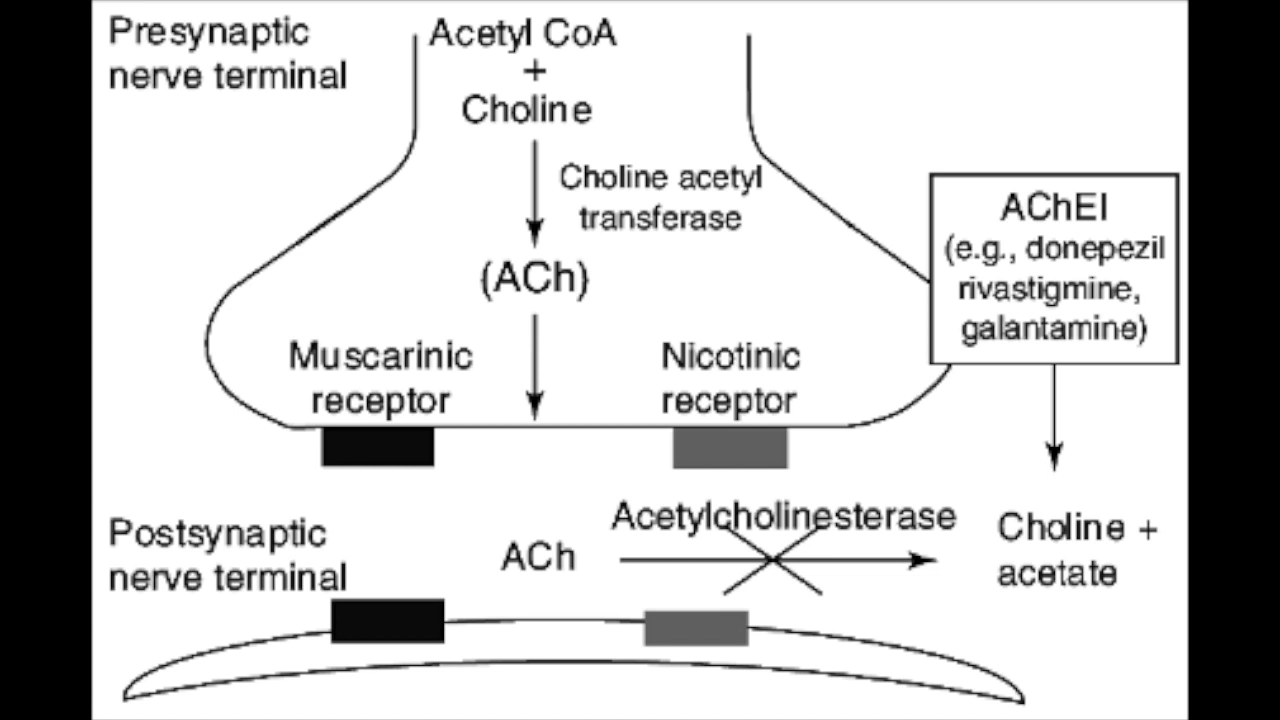 Presynaptic
nerve terminal
Acetyl CoA
+
Choline
Choline acetyl
transferase
(ACh)
AChEI
(e.g., donepezil
rivastigmine,
galantamine)
Muscarinic
receptor
Nicotinic
receptor
Postsynaptic
nerve terminal
ACh
Acetylcholinesterase
Choline +
acetate